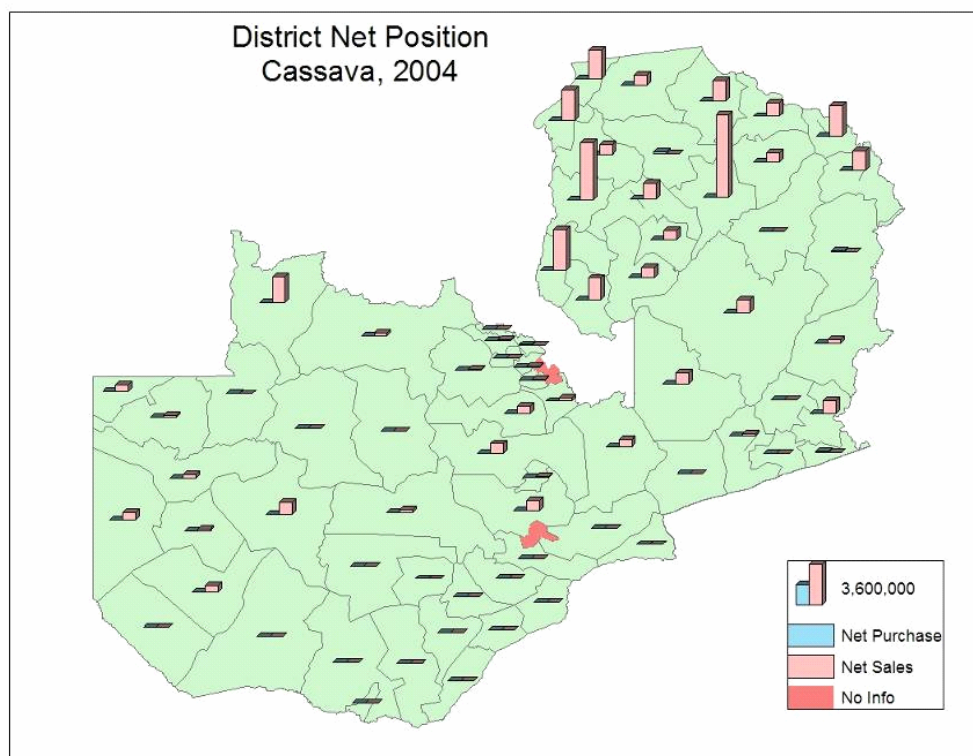 District Net Position
Cassava, 2004
3,600,000
Net Purchase
Net Sales
No Info